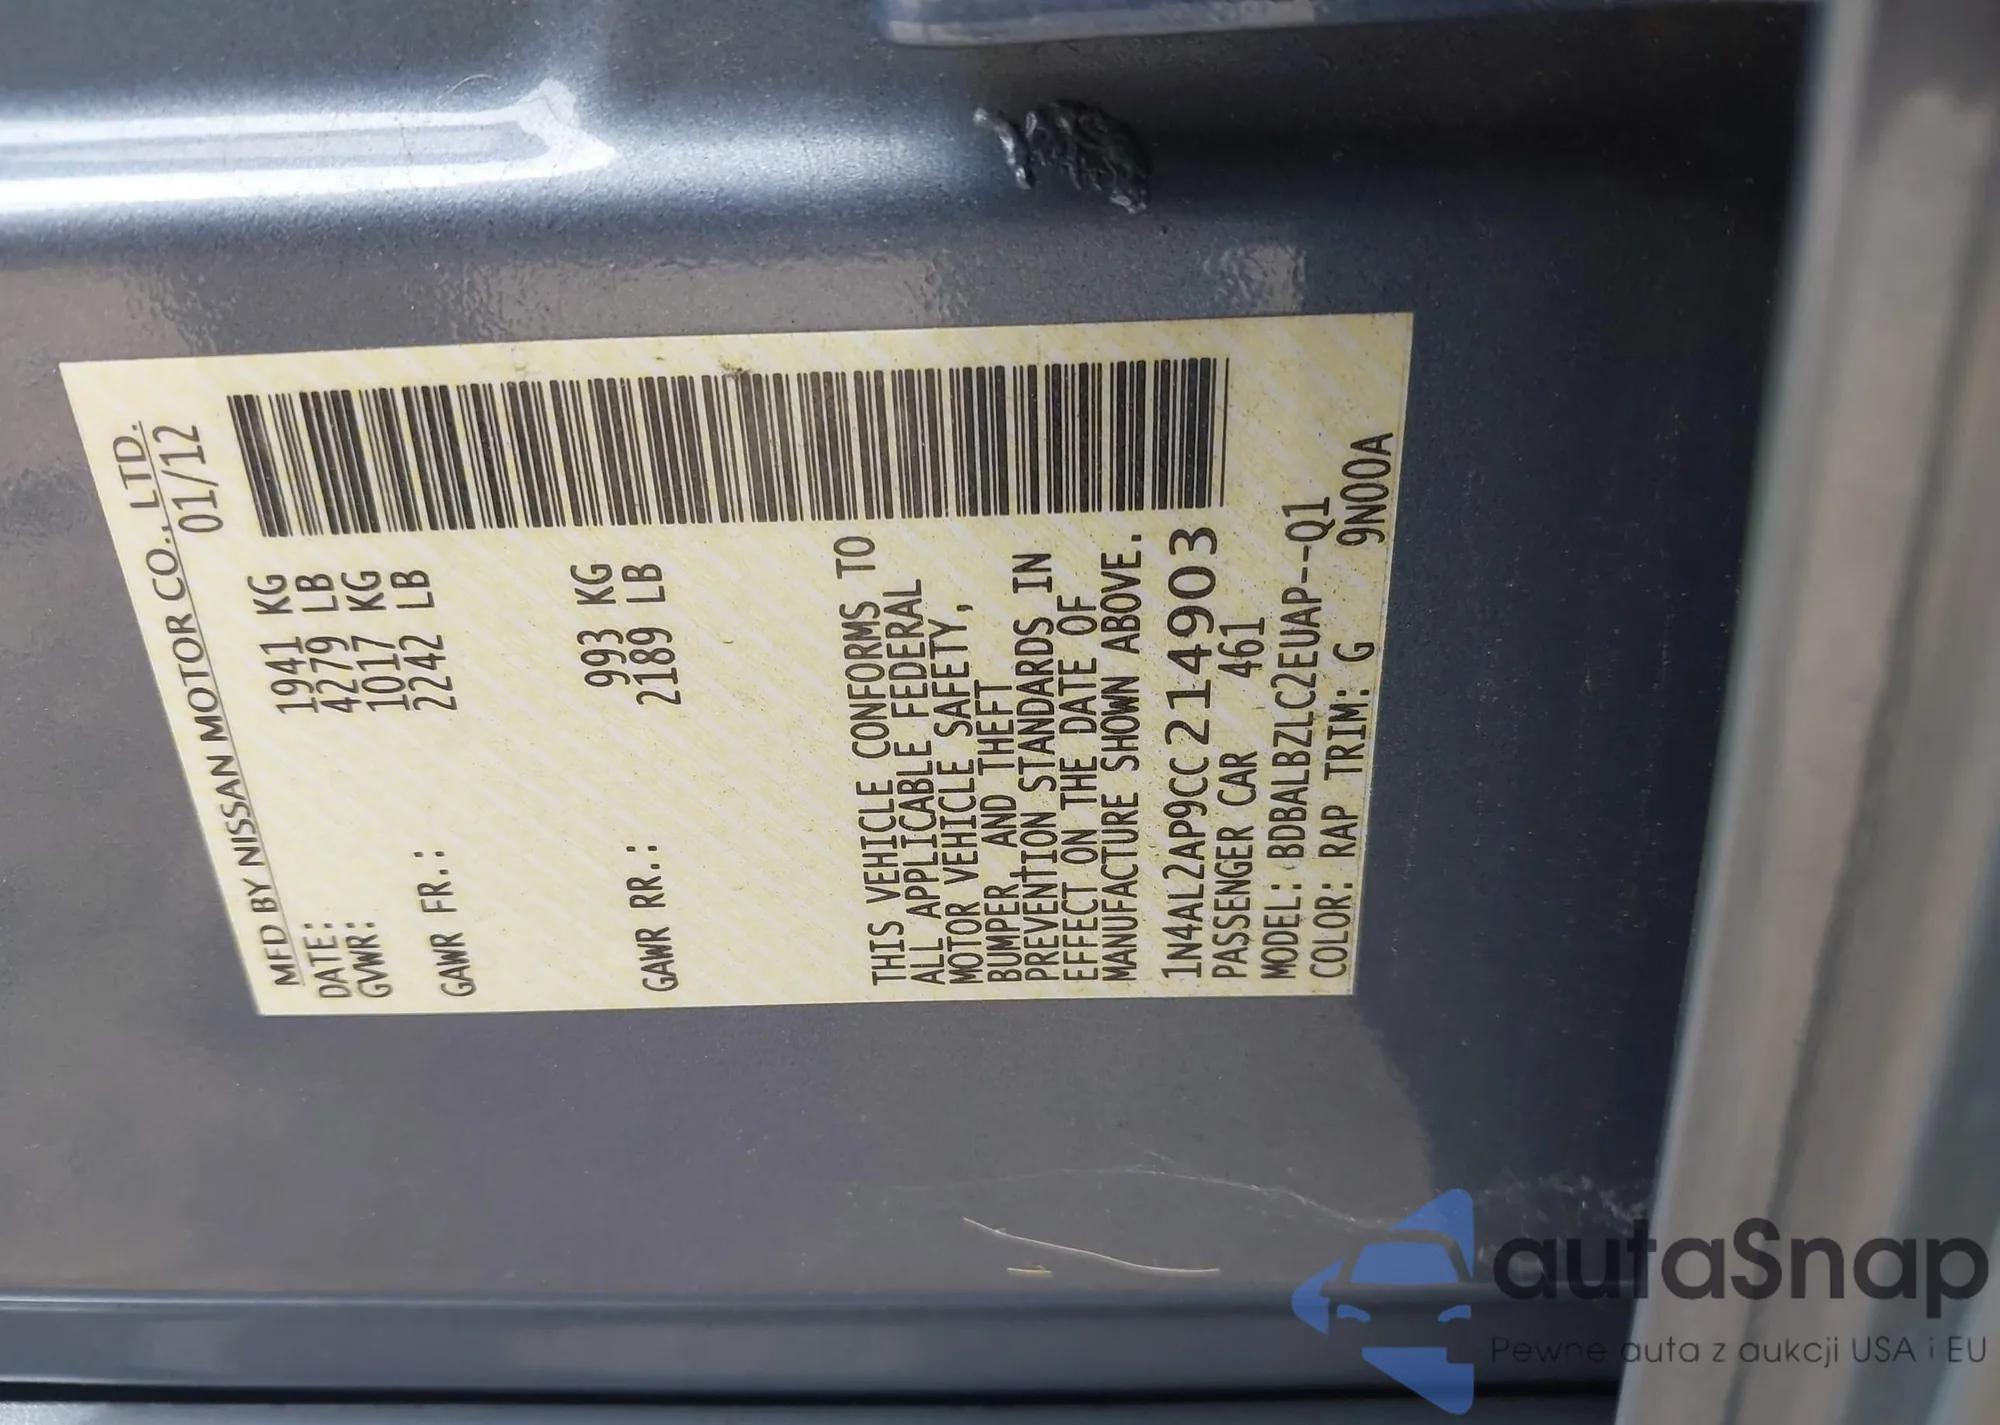 MFD BY NISSAN MOTOR CO., LTD.
DATE: 01/12
GVWR: 1941 KG
4279 LB
GAWR FR.: 1017 KG
2242 LB
GAWR RR.: 993 KG
2189 LB
THIS VEHICLE CONFORMS TO
ALL APPLICABLE FEDERAL
MOTOR VEHICLE SAFETY,
BUMPER, AND THEFT
PREVENTION STANDARDS IN
EFFECT ON THE DATE OF
MANUFACTURE SHOWN ABOVE.
1N4AL2AP9CC214903
PASSENGER CAR 461
MODEL: BDBALBZLC2EUAP--Q1
COLOR: RAP TRIM: G 9N00A
autaSnap
Pewne auta z aukcji USA i EU